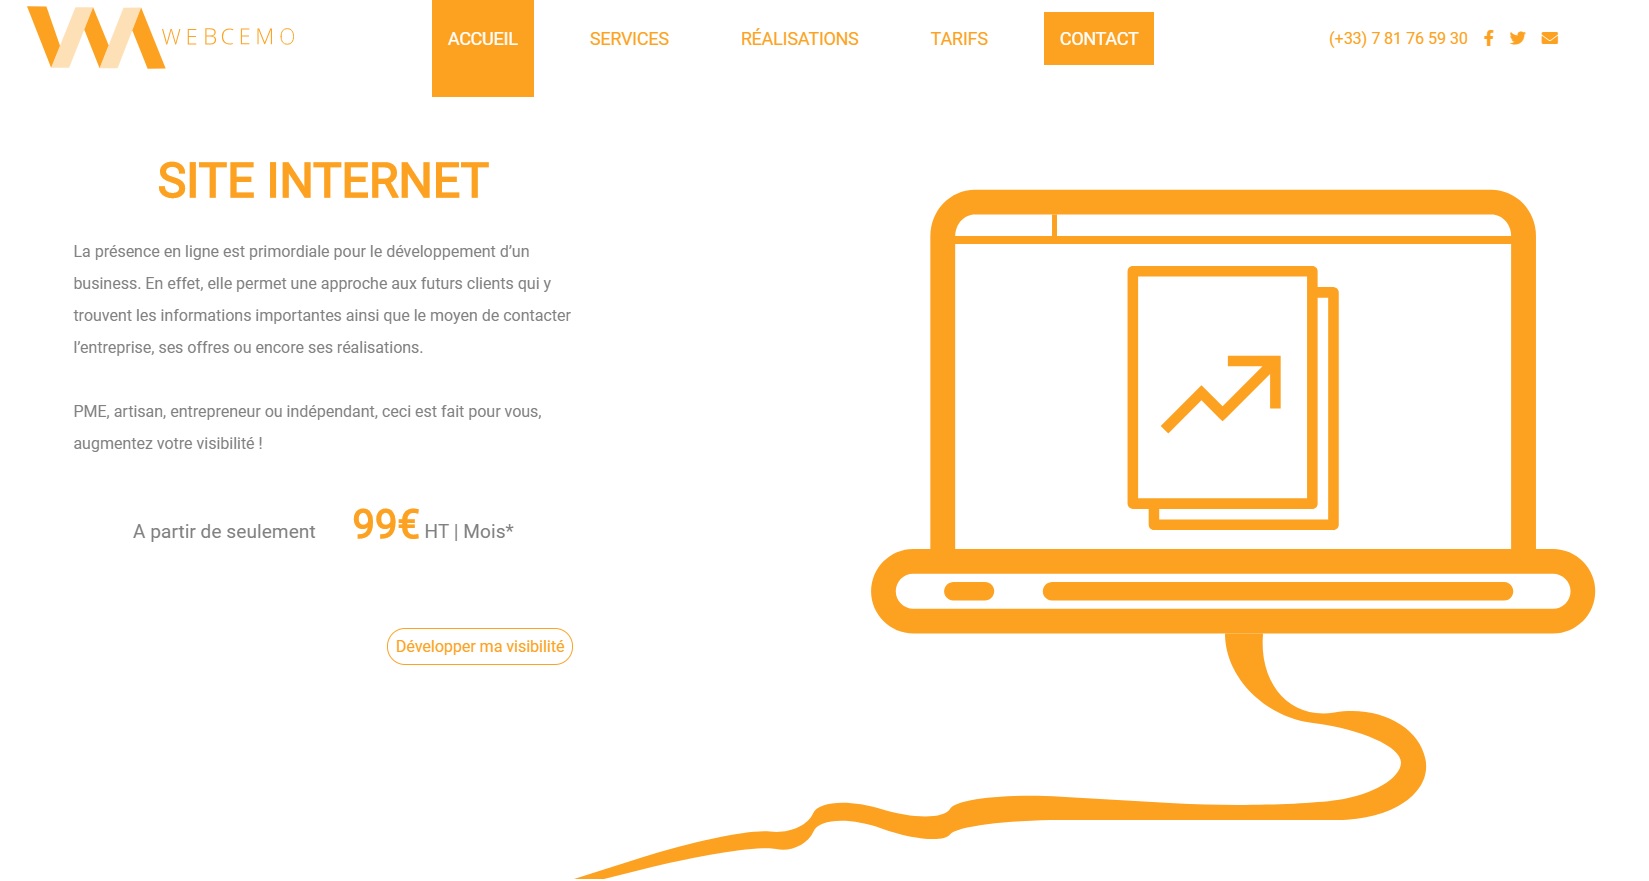 WEBCEMO
ACCUEIL SERVICES RÉALISATIONS TARIFS CONTACT (+33) 7 81 76 59 30
SITE INTERNET
La présence en ligne est primordiale pour le développement d’un
business. En effet, elle permet une approche aux futurs clients qui y
trouvent les informations importantes ainsi que le moyen de contacter
l’entreprise, ses offres ou encore ses réalisations.
PME, artisan, entrepreneur ou indépendant, ceci est fait pour vous,
augmentez votre visibilité !
A partir de seulement 99€ HT | Mois*
Développer ma visibilité